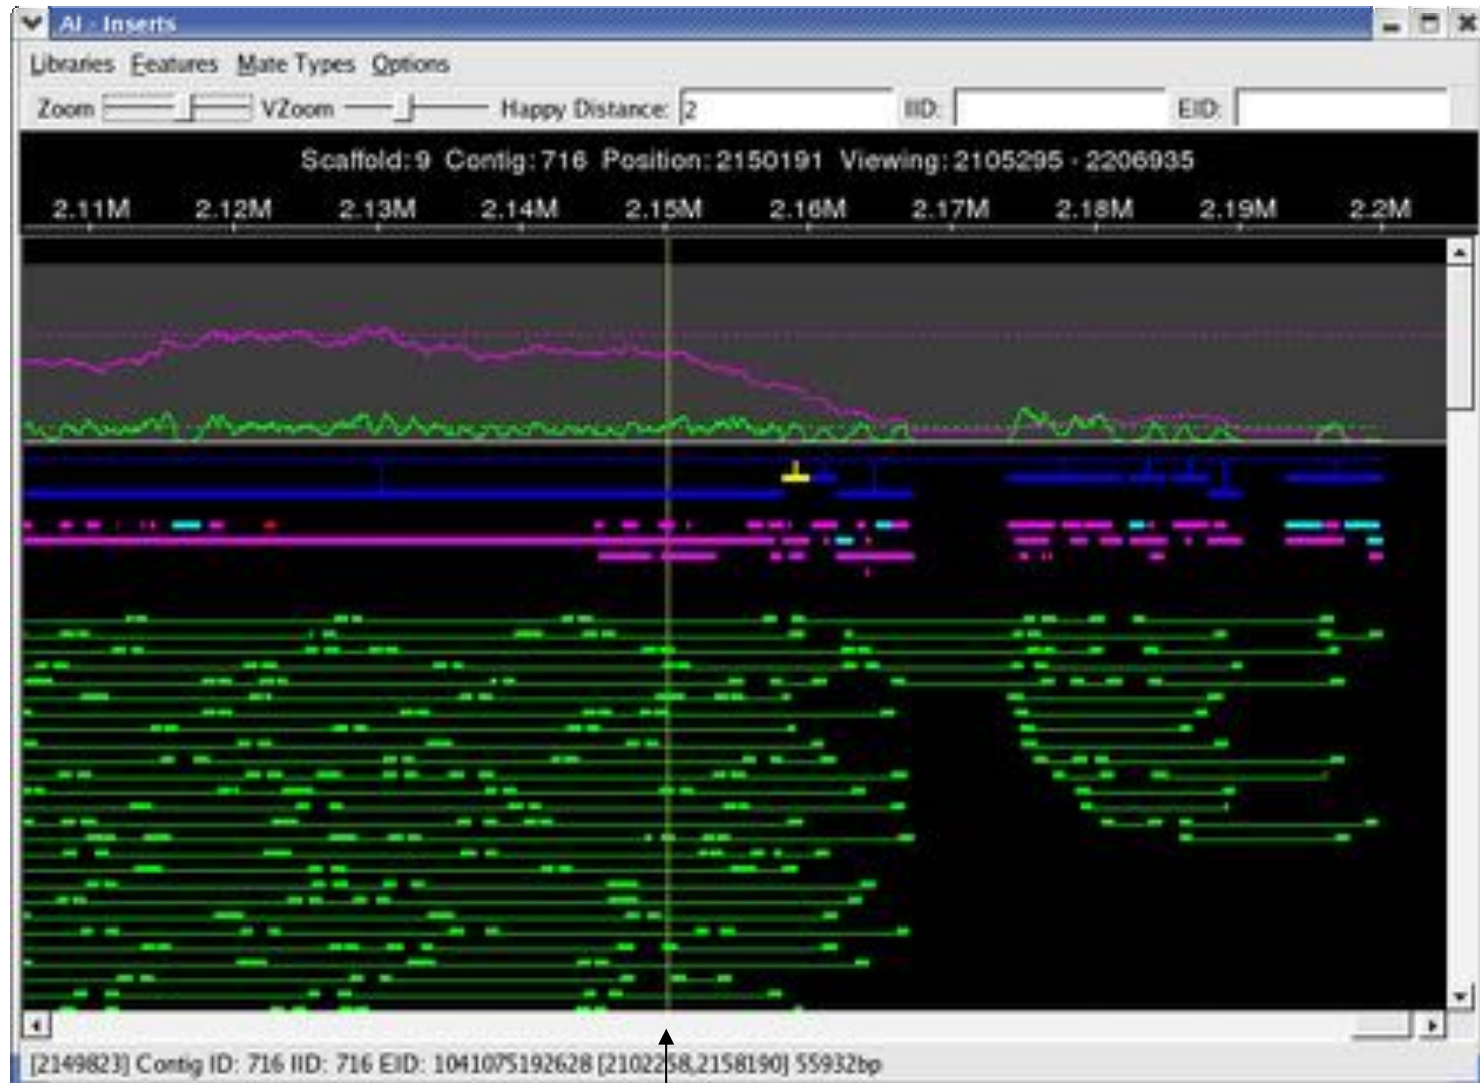 AI - Inserts
Libraries Features Mate Types Options
Zoom VZoom Happy Distance: 2 IID: EID:
Scaffold: 9 Contig: 716 Position: 2150191 Viewing: 2105295 - 2206935
2.11M 2.12M 2.13M 2.14M 2.15M 2.16M 2.17M 2.18M 2.19M 2.2M
[2149823] Contig ID: 716 IID: 716 EID: 1041075192628 [2102258,2158190] 55932bp